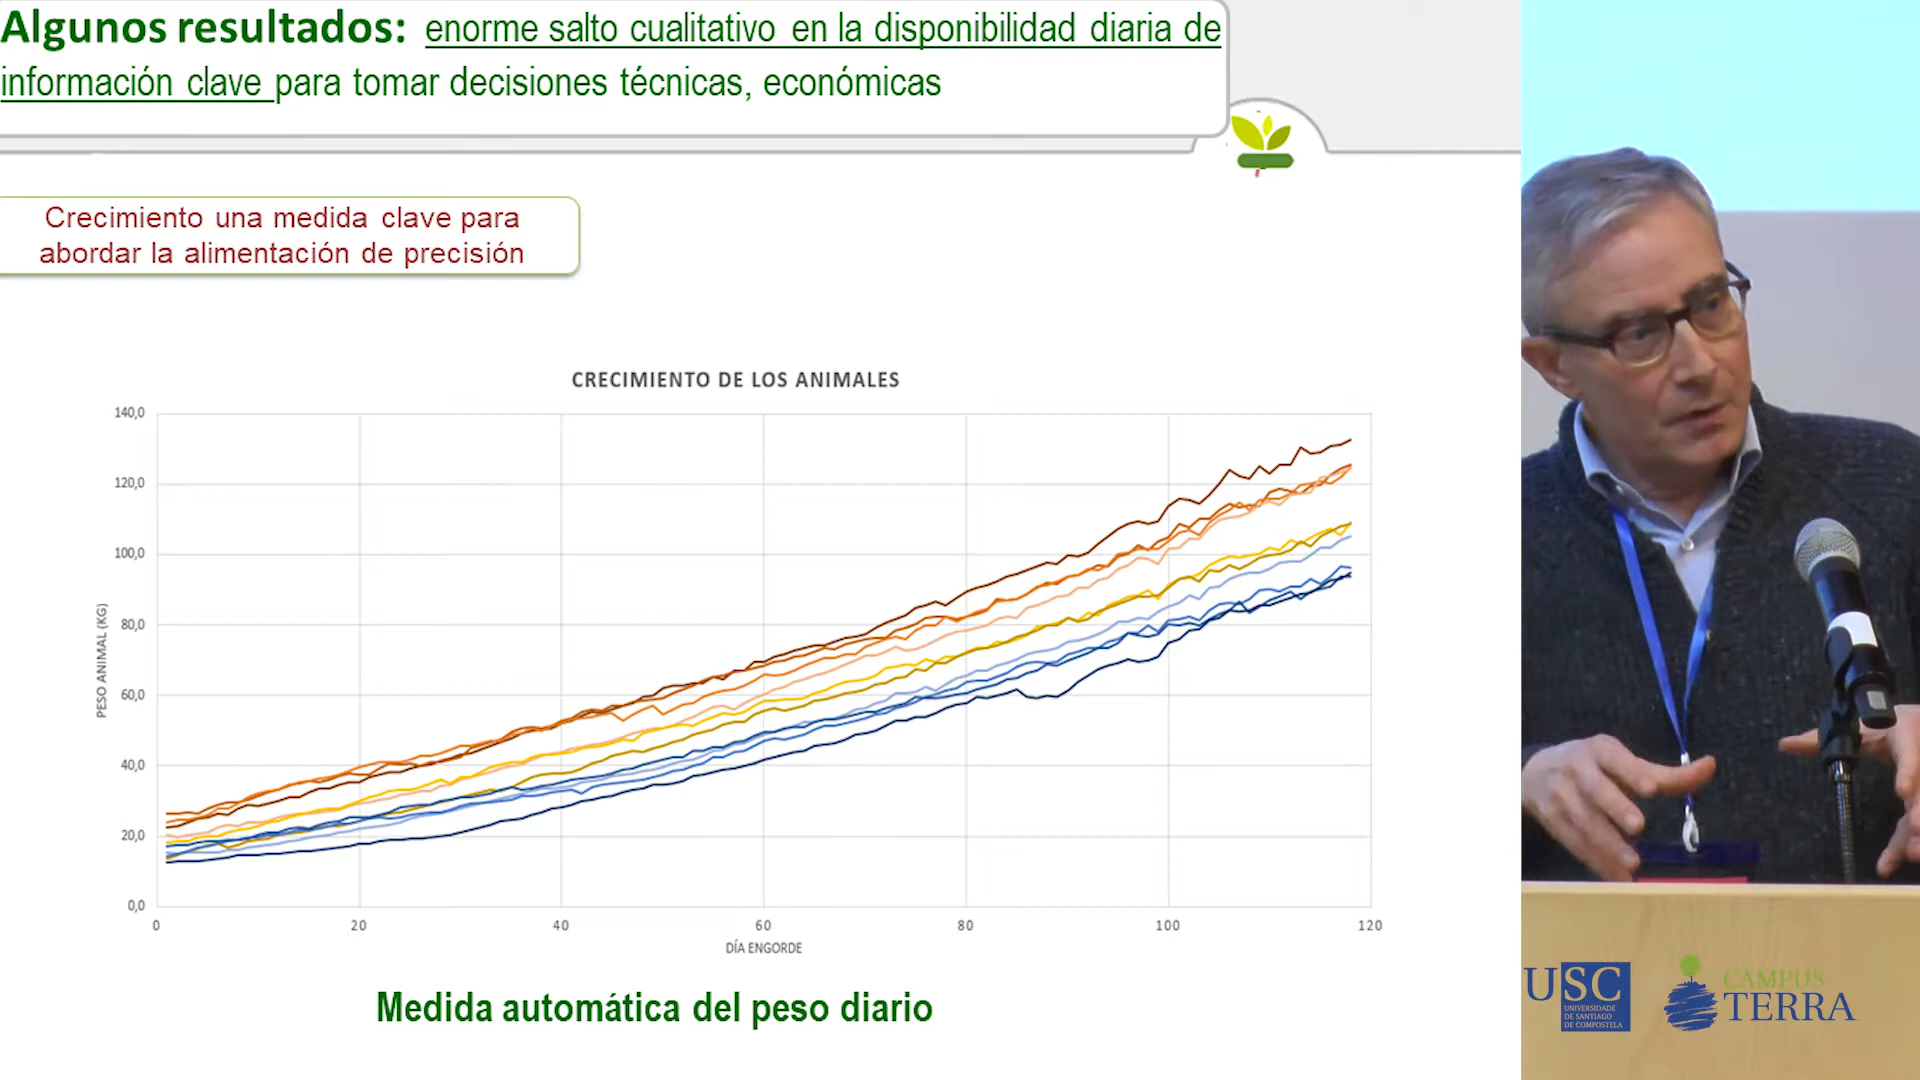 Algunos resultados: enorme salto cualitativo en la disponibilidad diaria de
información clave para tomar decisiones técnicas, económicas
Crecimiento una medida clave para
abordar la alimentación de precisión
CRECIMIENTO DE LOS ANIMALES
140,0
120,0
100,0
80,0
60,0
40,0
20,0
0,0
PESO ANIMAL (KG)
0 20 40 60 80 100 120
DÍA ENGORDE
Medida automática del peso diario
USC
UNIVERSIDADE
DE SANTIAGO
DE COMPOSTELA
CAMPUS
TERRA